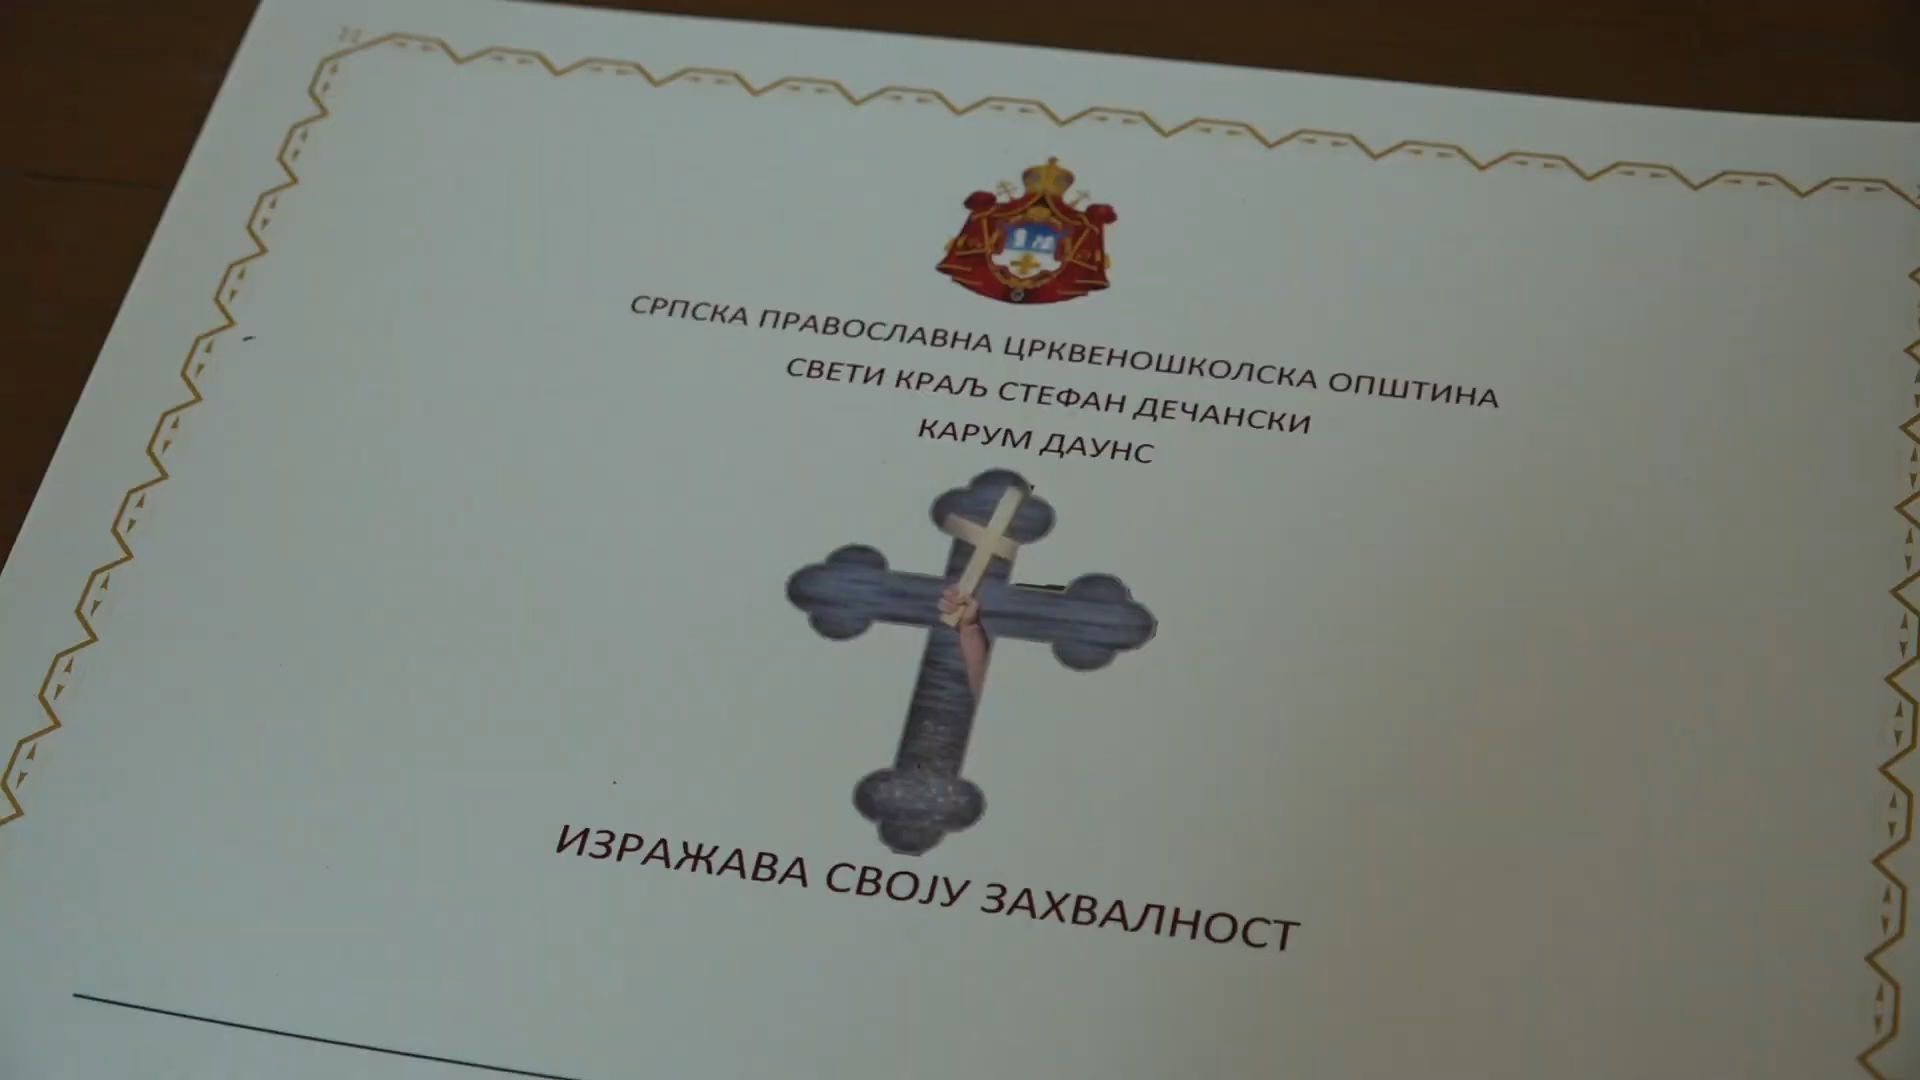 СРПСКА ПРАВОСЛАВНА ЦРКВЕНОШКОЛСКА ОПШТИНА
СВЕТИ КРАЉ СТЕФАН ДЕЧАНСКИ
КАРУМ ДАУНС
ИЗРАЖАВА СВОЈУ ЗАХВАЛНОСТ